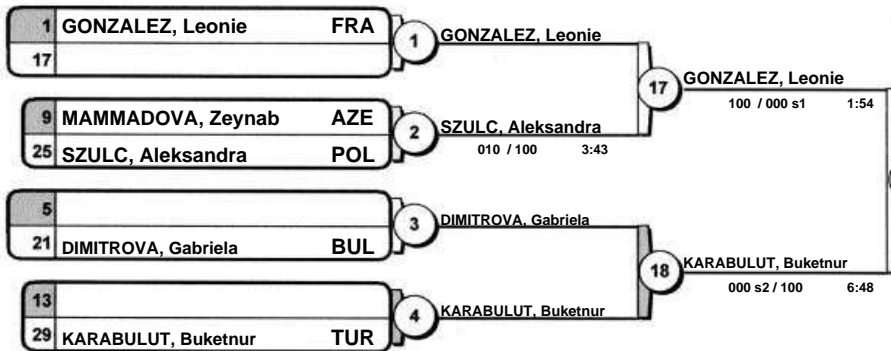 1 GONZALEZ, Leonie FRA
17
1
GONZALEZ, Leonie
17
GONZALEZ, Leonie
100 / 000 s1 1:54
9 MAMMADOVA, Zeynab AZE
25 SZULC, Aleksandra POL
2
SZULC, Aleksandra
010 / 100 3:43
5
21 DIMITROVA, Gabriela BUL
3
DIMITROVA, Gabriela
18
KARABULUT, Buketnur
000 s2 / 100 6:48
13
29 KARABULUT, Buketnur TUR
4
KARABULUT, Buketnur